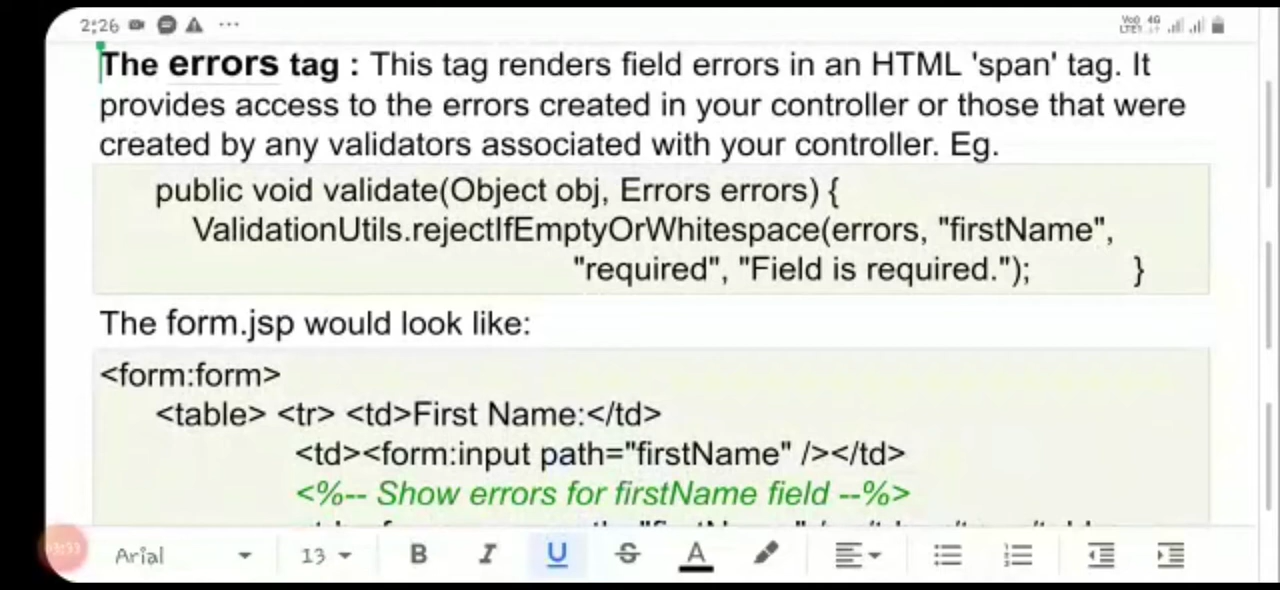 2:26
The errors tag : This tag renders field errors in an HTML 'span' tag. It
provides access to the errors created in your controller or those that were
created by any validators associated with your controller. Eg.
public void validate(Object obj, Errors errors) {
ValidationUtils.rejectIfEmptyOrWhitespace(errors, "firstName",
"required", "Field is required."); }
The form.jsp would look like:
<form:form>
<table> <tr> <td>First Name:</td>
<td><form:input path="firstName" /></td>
<%-- Show errors for firstName field --%>
Arial 13 B I U S A